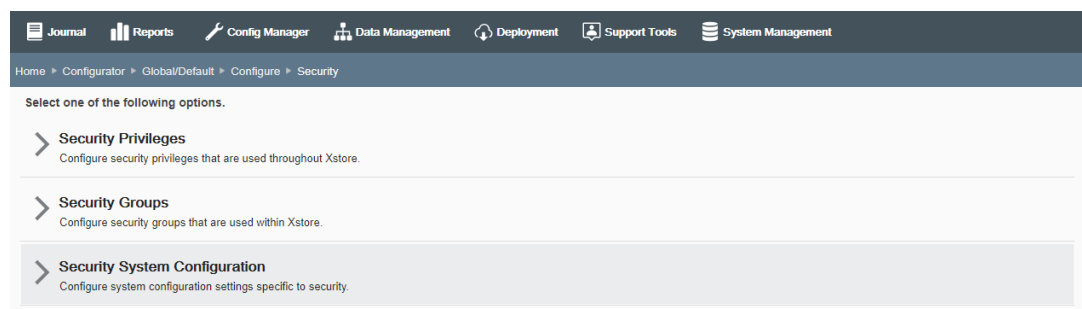 Journal Reports Config Manager Data Management Deployment Support Tools System Management
Home ▸ Configurator ▸ Global/Default ▸ Configure ▸ Security
Select one of the following options.
Security Privileges
Configure security privileges that are used throughout Xstore.
Security Groups
Configure security groups that are used within Xstore.
Security System Configuration
Configure system configuration settings specific to security.